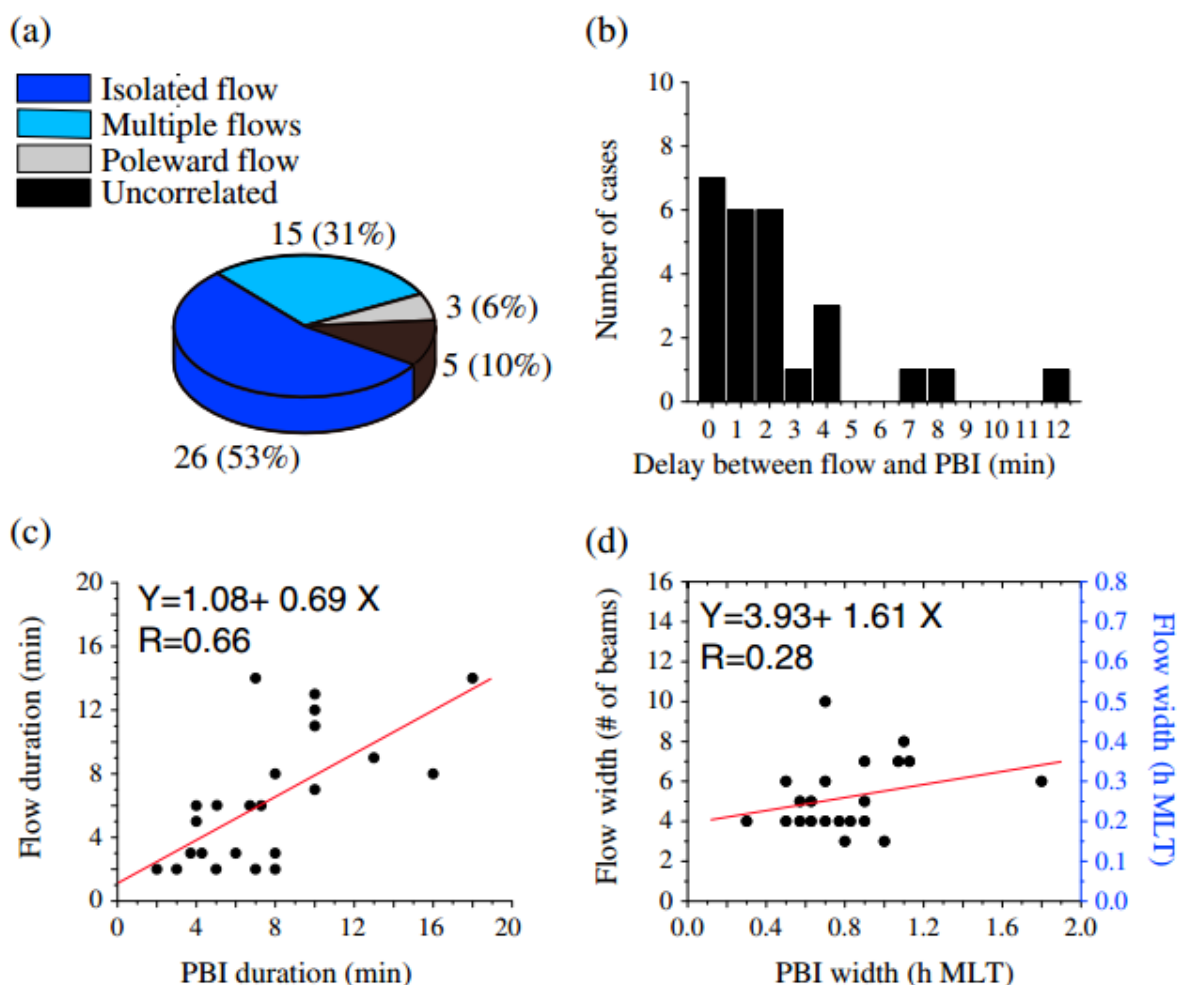 (a)
Isolated flow
Multiple flows
Poleward flow
Uncorrelated
15 (31%)
3 (6%)
5 (10%)
26 (53%)
(b)
10
8
6
4
2
0
Number of cases
0 1 2 3 4 5 6 7 8 9 10 11 12
Delay between flow and PBI (min)
(c)
Y=1.08+ 0.69 X
R=0.66
20
16
12
8
4
0
Flow duration (min)
0 4 8 12 16 20
PBI duration (min)
(d)
Y=3.93+ 1.61 X
R=0.28
16
14
12
10
8
6
4
2
0
Flow width (# of beams)
0.8
0.7
0.6
0.5
0.4
0.3
0.2
0.1
0.0
Flow width (h MLT)
0.0 0.4 0.8 1.2 1.6 2.0
PBI width (h MLT)